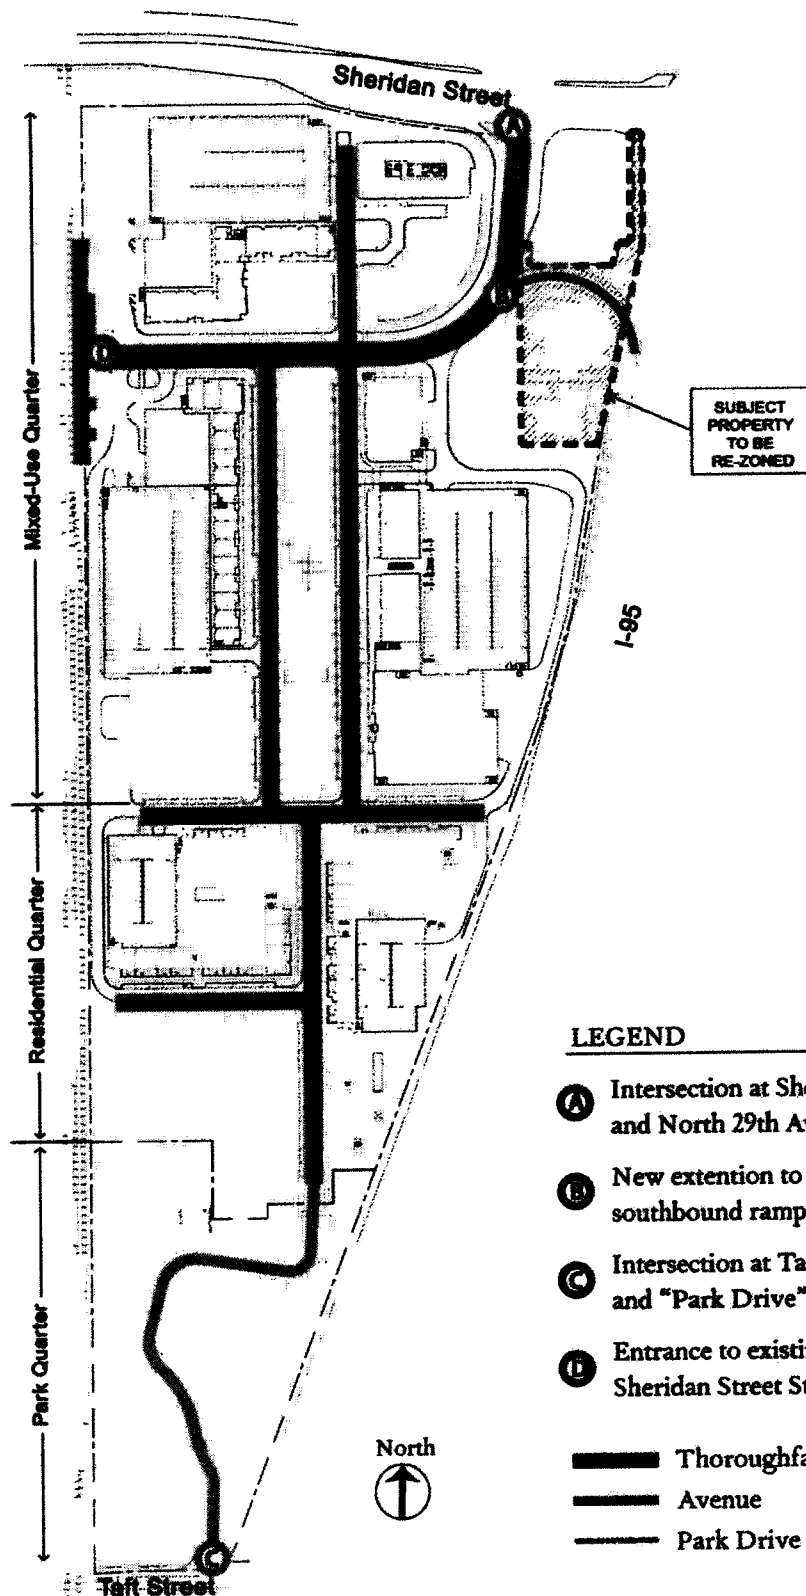 Sheridan Street
A
B
D
Mixed-Use Quarter
SUBJECT
PROPERTY
TO BE
RE-ZONED
I-95
Residential Quarter
Park Quarter
LEGEND
A Intersection at She
and North 29th A
B New extention to
southbound ramp
C Intersection at Ta
and “Park Drive”
D Entrance to existi
Sheridan Street St
Thoroughfa
Avenue
Park Drive
North
C
Taft Street